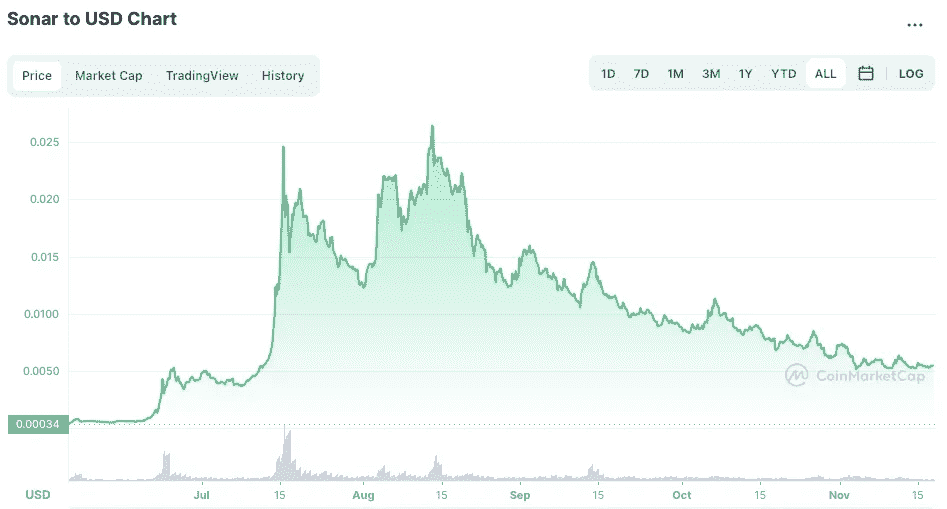 Sonar to USD Chart
Price Market Cap TradingView History
1D 7D 1M 3M 1Y YTD ALL LOG
0.025
0.020
0.015
0.0100
0.0050
0.00034
CoinMarketCap
USD Jul 15 Aug 15 Sep 15 Oct 15 Nov 15